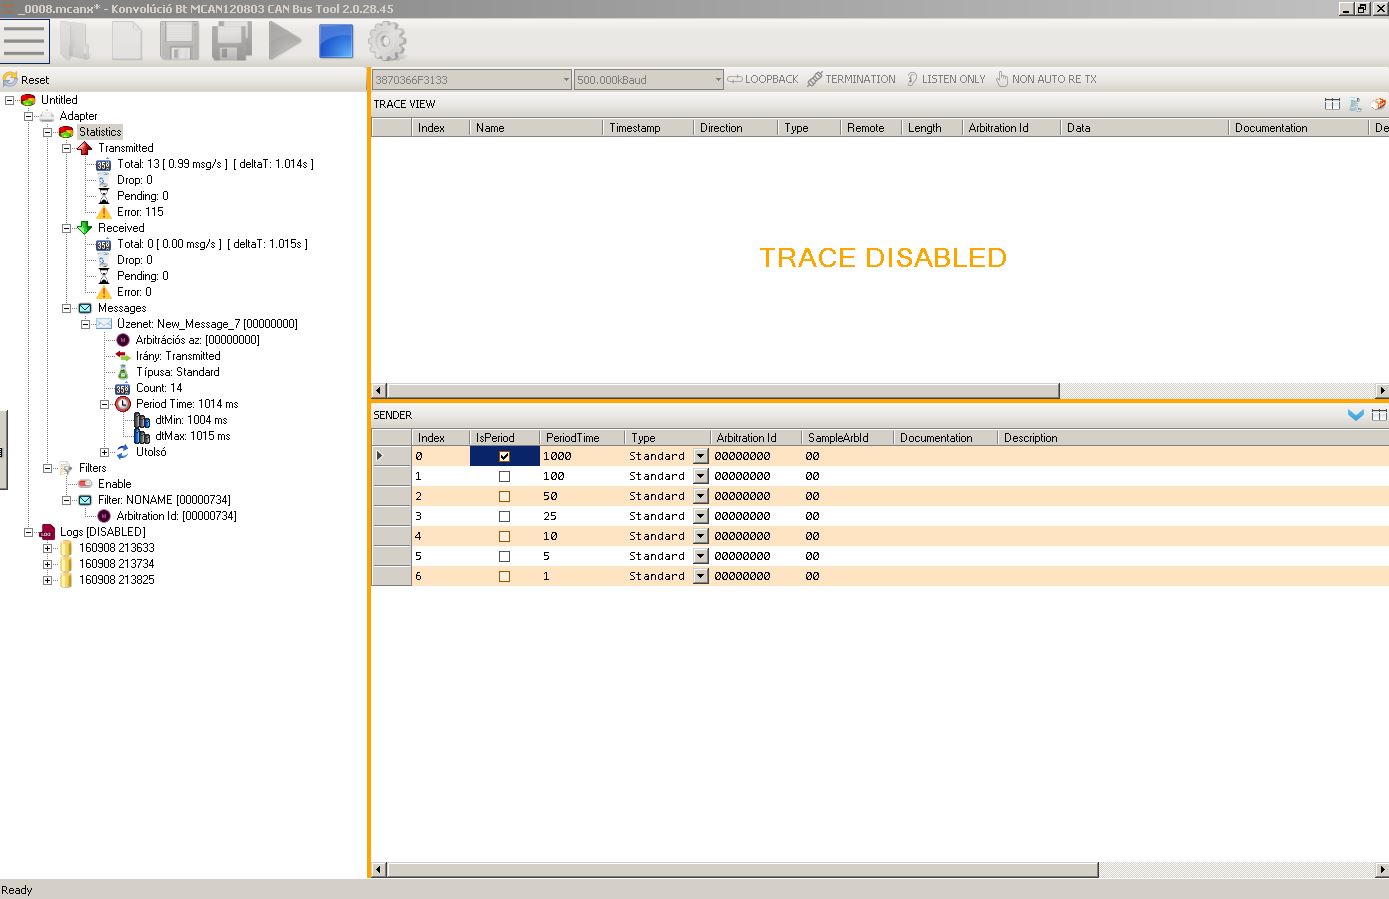 _0008.mcanx* - Konvolúció Bt MCAN120803 CAN Bus Tool 2.0.28.45
Reset
Untitled
Adapter
Statistics
Transmitted
Total: 13 [ 0.99 msg/s ] [ deltaT: 1.014s ]
Drop: 0
Pending: 0
Error: 115
Received
Total: 0 [ 0.00 msg/s ] [ deltaT: 1.015s ]
Drop: 0
Pending: 0
Error: 0
Messages
Üzenet: New_Message_7 [00000000]
Arbitrációs az: [00000000]
Irány: Transmitted
Típusa: Standard
Count: 14
Period Time: 1014 ms
dtMin: 1004 ms
dtMax: 1015 ms
Utolsó
Filters
Enable
Filter: NONAME [00000734]
Arbitration Id: [00000734]
Logs [DISABLED]
160908 213633
160908 213734
160908 213825
3870366F3133 500.000kBaud LOOPBACK TERMINATION LISTEN ONLY NON AUTO RE TX
TRACE VIEW
Index Name Timestamp Direction Type Remote Length Arbitration Id Data Documentation De
TRACE DISABLED
SENDER
Index IsPeriod PeriodTime Type Arbitration Id SampleArbId Documentation Description
0 1000 Standard 00000000 00
1 100 Standard 00000000 00
2 50 Standard 00000000 00
3 25 Standard 00000000 00
4 10 Standard 00000000 00
5 5 Standard 00000000 00
6 1 Standard 00000000 00
Ready